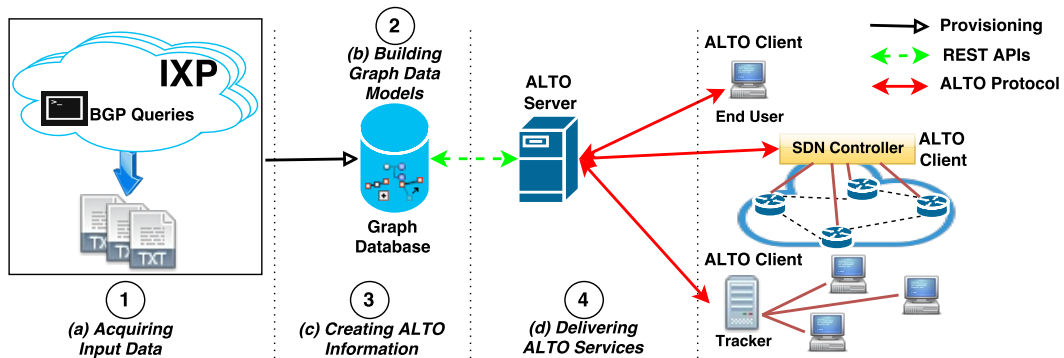 IXP
>_
BGP Queries
TXT
TXT
TXT
1
(a) Acquiring
Input Data
2
(b) Building
Graph Data
Models
Graph
Database
3
(c) Creating ALTO
Information
ALTO
Server
4
(d) Delivering
ALTO Services
Provisioning
REST APIs
ALTO Protocol
ALTO Client
End User
SDN Controller
ALTO
Client
ALTO Client
Tracker